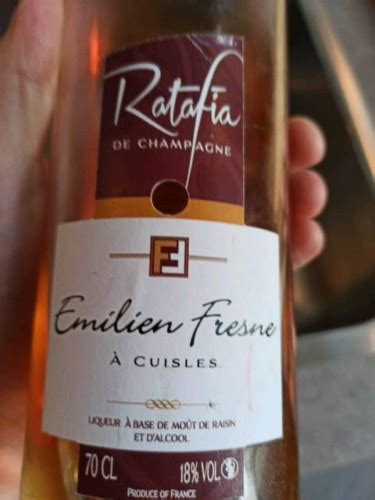 Ratafia
DE CHAMPAGNE
Emilien Fresne
À CUISLES
LIQUEUR À BASE DE MOÛT DE RAISIN
ET D'ALCOOL
70 CL 18% VOL
PRODUCE OF FRANCE